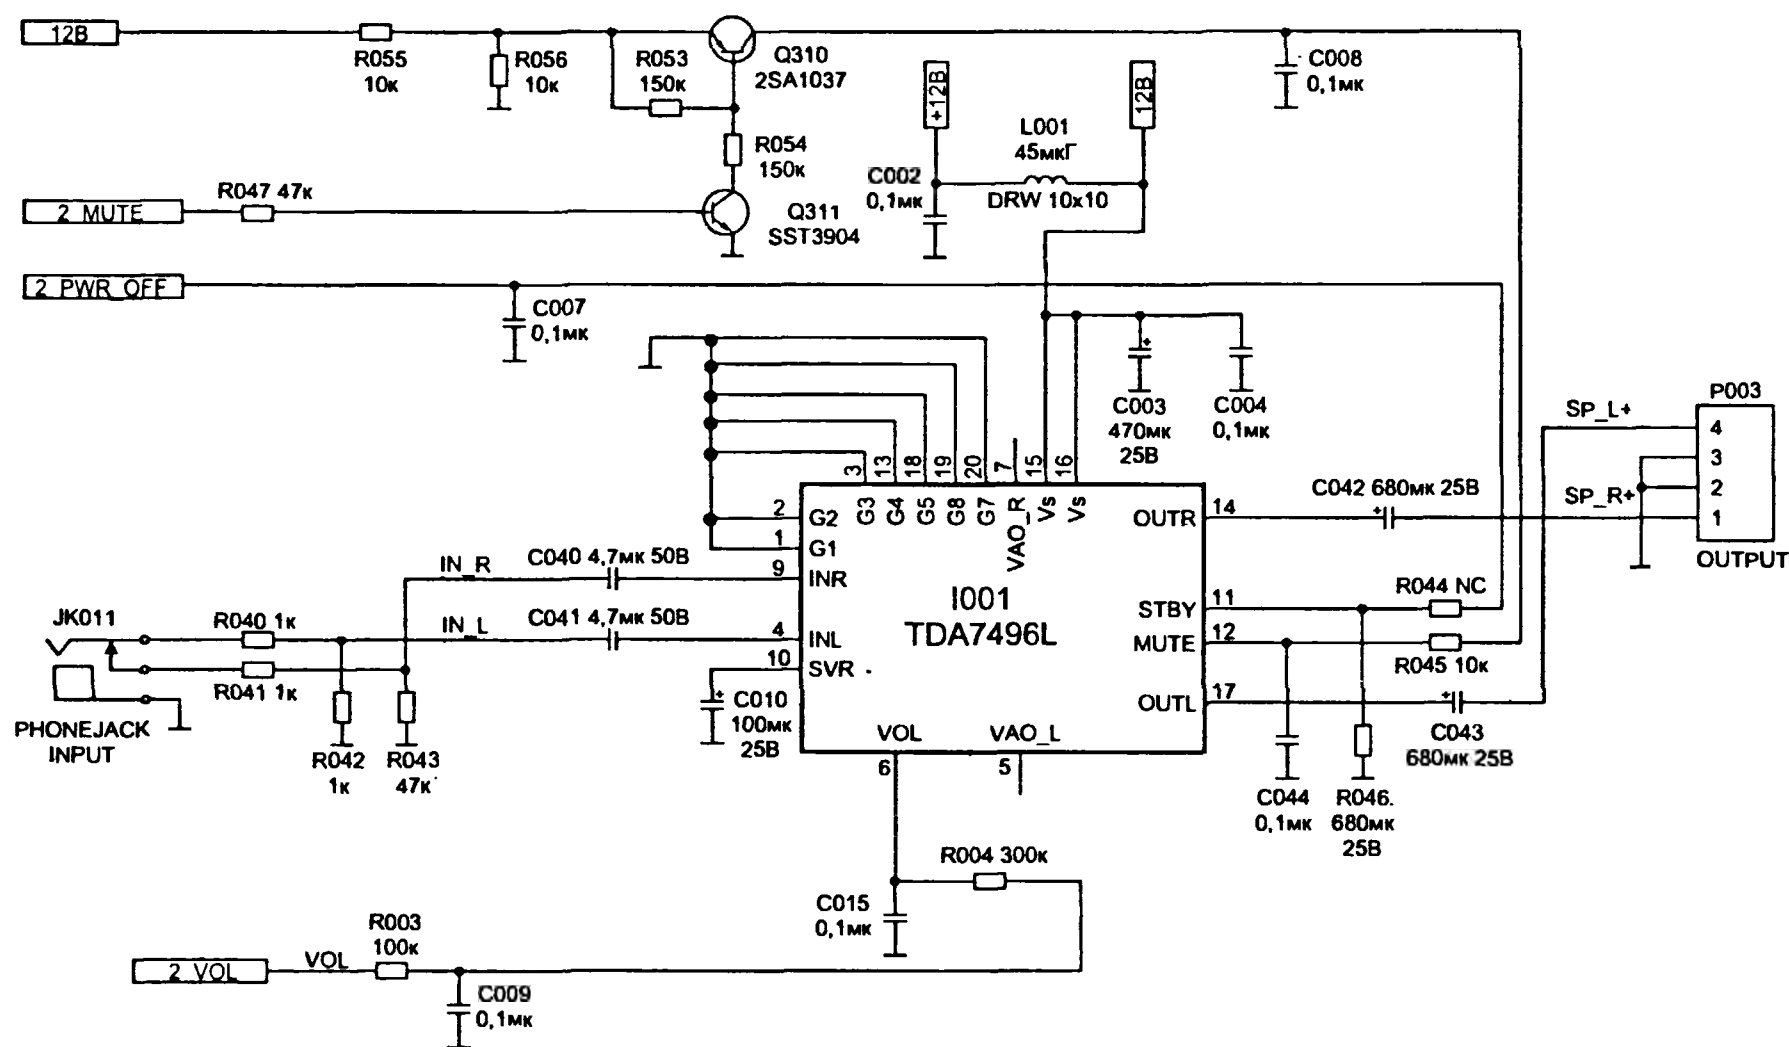 12В
R055
10к
R056
10к
R053
150к
Q310
2SA1037
C008
0,1мк
+12В
12В
L001
45мкГ
DRW 10x10
C002
0,1мк
R054
150к
2 MUTE
R047 47к
Q311
SST3904
2 PWR_OFF
C007
0,1мк
C003
470мк
25В
C004
0,1мк
P003
SP_L+
4
3
2
1
SP_R+
OUTPUT
3
13
18
19
20
7
15
16
G3
G4
G5
G8
G7
VAO_R
Vs
Vs
2
G2
1
G1
9
INR
4
INL
10
SVR
I001
TDA7496L
OUTR
14
C042 680мк 25В
STBY
11
R044 NC
MUTE
12
R045 10к
OUTL
17
C043
680мк 25В
IN_R
C040 4,7мк 50В
IN_L
C041 4,7мк 50В
JK011
R040 1к
R041 1к
PHONEJACK
INPUT
R042
1к
R043
47к
C010
100мк
25В
VOL
VAO_L
6
5
C044
0,1мк
R046.
680мк
25В
R004 300к
C015
0,1мк
R003
100к
2 VOL
VOL
C009
0,1мк